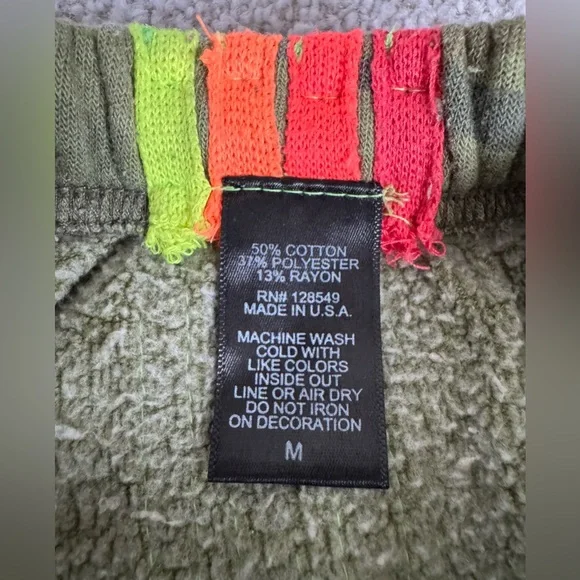 50% COTTON
37% POLYESTER
13% RAYON
RN# 128549
MADE IN U.S.A.
MACHINE WASH
COLD WITH
LIKE COLORS
INSIDE OUT
LINE OR AIR DRY
DO NOT IRON
ON DECORATION
M